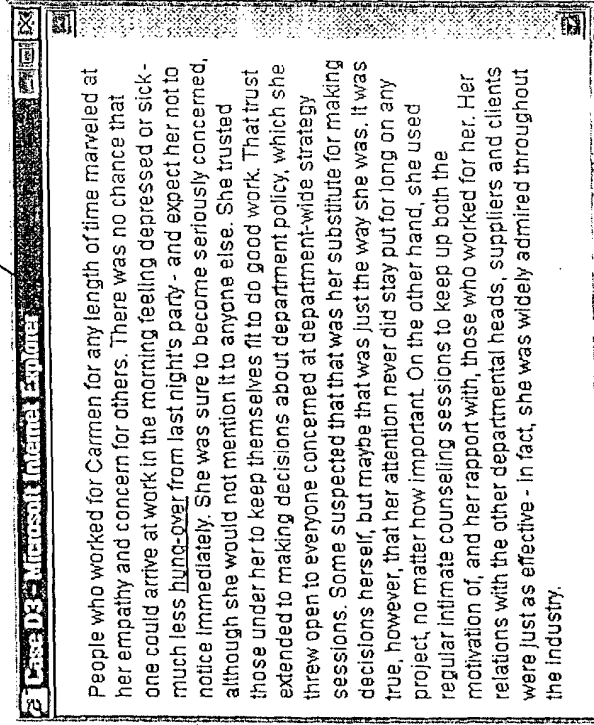 Case D3 - Microsoft Internet Explorer
People who worked for Carmen for any length of time marveled at
her empathy and concern for others. There was no chance that
one could arrive at work in the morning feeling depressed or sick -
much less hung-over from last night's party - and expect her not to
notice immediately. She was sure to become seriously concerned,
although she would not mention it to anyone else. She trusted
those under her to keep themselves fit to do good work. That trust
extended to making decisions about department policy, which she
threw open to everyone concerned at department-wide strategy
sessions. Some suspected that that was her substitute for making
decisions herself, but maybe that was just the way she was. It was
true, however, that her attention never did stay put for long on any
project, no matter how important. On the other hand, she used
regular intimate counseling sessions to keep up both the
motivation of, and her rapport with, those who worked for her. Her
relations with the other departmental heads, suppliers and clients
were just as effective - in fact, she was widely admired throughout
the industry.